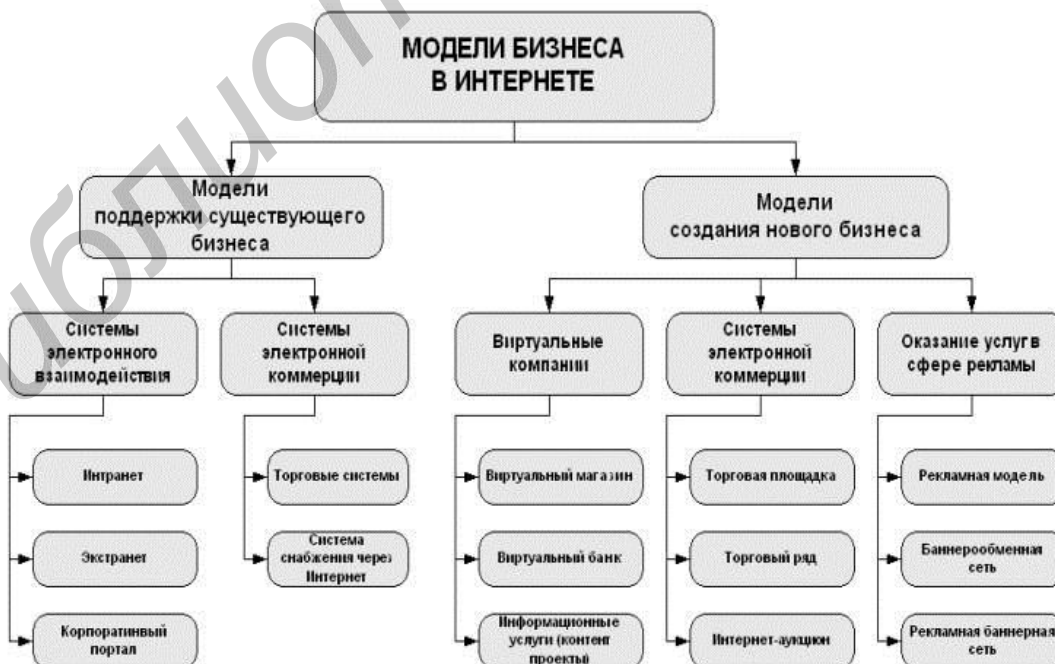 МОДЕЛИ БИЗНЕСА
В ИНТЕРНЕТЕ
Модели
поддержки существующего
бизнеса
Модели
создания нового бизнеса
Системы
электронного
взаимодействия
Системы
электронной
коммерции
Виртуальные
компании
Системы
электронной
коммерции
Оказание услуг в
сфере рекламы
Интранет
Экстранет
Корпоратинвый
портал
Торговые системы
Система
снабжения через
Интернет
Виртуальный магазин
Виртуальный банк
Информационные
услуги (контент
проекты)
Торговая площадка
Торговый ряд
Интернет-аукцион
Рекламная модель
Баннерообменная
сеть
Рекламная баннерная
сеть